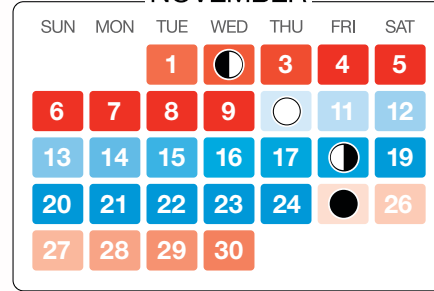 NOVEMBER
SUN MON TUE WED THU FRI SAT
1 3 4 5
6 7 8 9 11 12
13 14 15 16 17 19
20 21 22 23 24 26
27 28 29 30